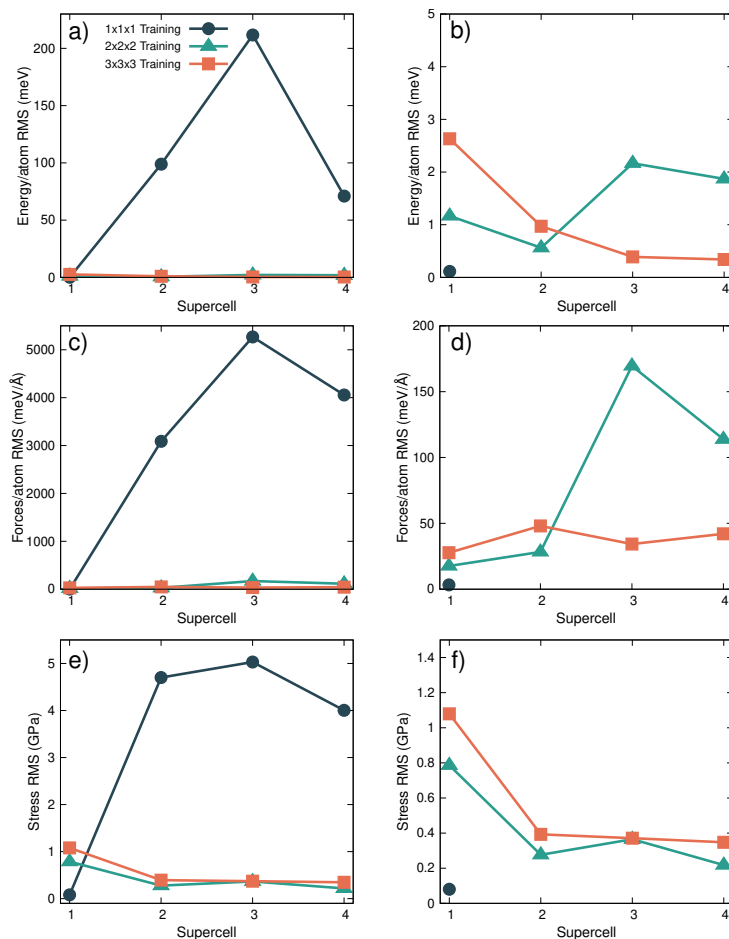 a)
1x1x1 Training
2x2x2 Training
3x3x3 Training
Energy/atom RMS (meV)
200
150
100
50
0
1 2 3 4
Supercell
b)
Energy/atom RMS (meV)
5
4
3
2
1
0
1 2 3 4
Supercell
c)
Forces/atom RMS (meV/Å)
5000
4000
3000
2000
1000
0
1 2 3 4
Supercell
d)
Forces/atom RMS (meV/Å)
200
150
100
50
0
1 2 3 4
Supercell
e)
Stress RMS (GPa)
5
4
3
2
1
0
1 2 3 4
Supercell
f)
Stress RMS (GPa)
1.4
1.2
1
0.8
0.6
0.4
0.2
0
1 2 3 4
Supercell